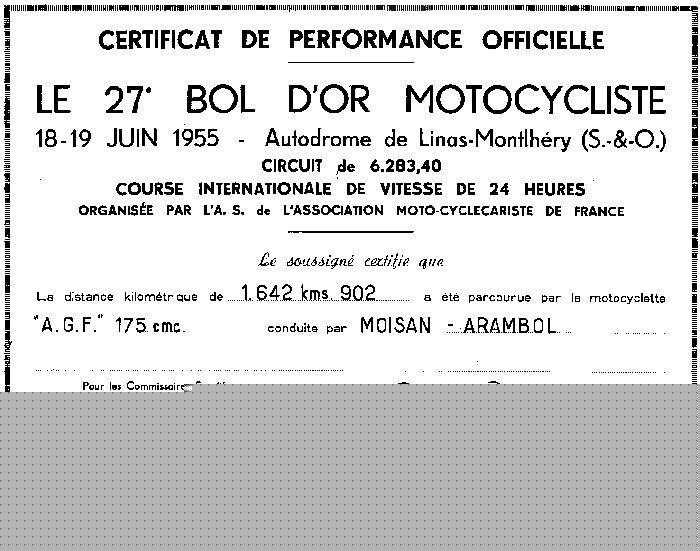 CERTIFICAT DE PERFORMANCE OFFICIELLE
LE 27e BOL D'OR MOTOCYCLISTE
18-19 JUIN 1955 - Autodrome de Linas-Montlhéry (S.-&-O.)
CIRCUIT de 6.283,40
COURSE INTERNATIONALE DE VITESSE DE 24 HEURES
ORGANISÉE PAR L'A. S. de L'ASSOCIATION MOTO-CYCLECARISTE DE FRANCE
Le soussigné certifie que
La distance kilométrique de 1.642 kms. 902 a été parcourue par la motocyclette
"A.G.F." 175 cmc. conduite par MOISAN - ARAMBOL
Pour les Commissaires